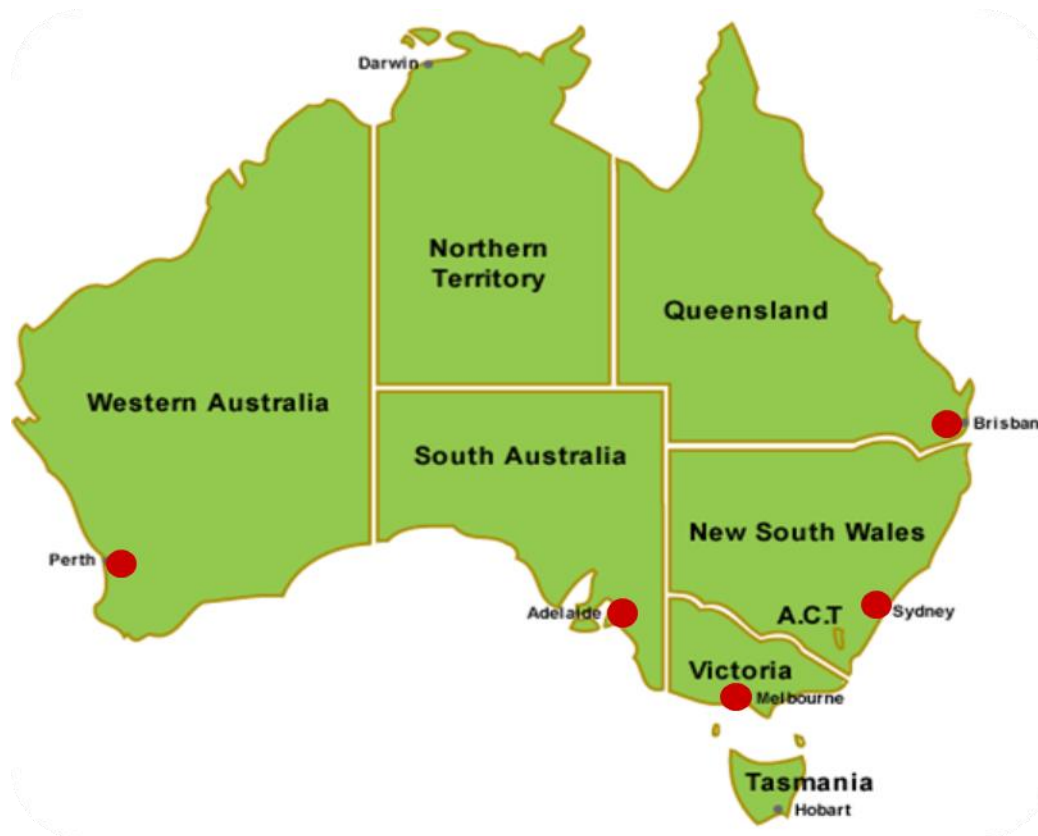 Darwin
Northern
Territory
Queensland
Western Australia
Brisban
South Australia
New South Wales
Perth
Adelaide
A.C.T
Sydney
Victoria
Melbourne
Tasmania
Hobart